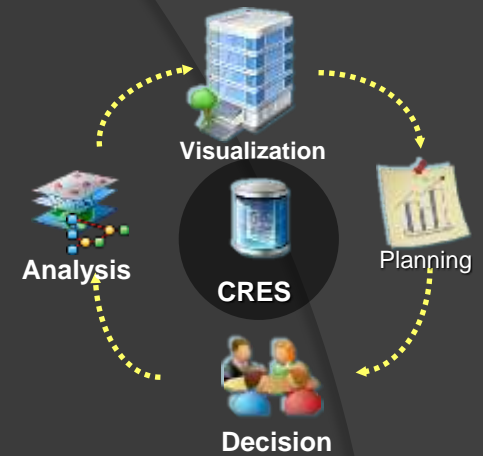 Visualization
Analysis
Planning
CRES
Decision